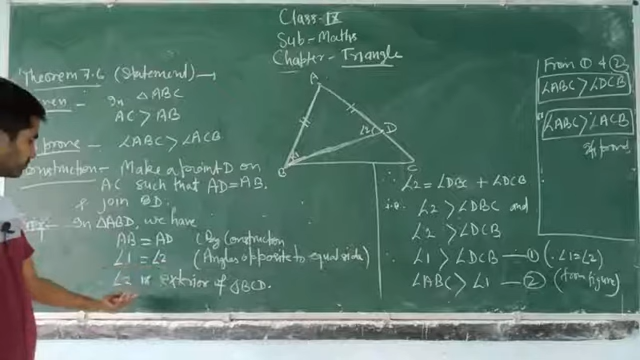 Class-IX
Sub-Maths
Chapter- Triangle
Theorem 7.6 (Statement) →
In △ABC
AC > AB
prove ∠ABC > ∠ACB
Construction - Make a point D on
AC such that AD = AB.
& join BD.
In △ABD, we have
AB = AD (By Construction
∠1 = ∠2 (Angles opposite to equal side)
∠2 is exterior of △BCD.
A
∠2
D
B
C
∴ ∠2 = ∠DBC + ∠DCB
i.e. ∠2 > ∠DBC and
∠2 > ∠DCB
∠1 > ∠DCB — ① (∵ ∠1=∠2)
∠ABC > ∠1 — ② (from figure)
From ① & ②
∠ABC > ∠DCB
∠ABC > ∠ACB
proved